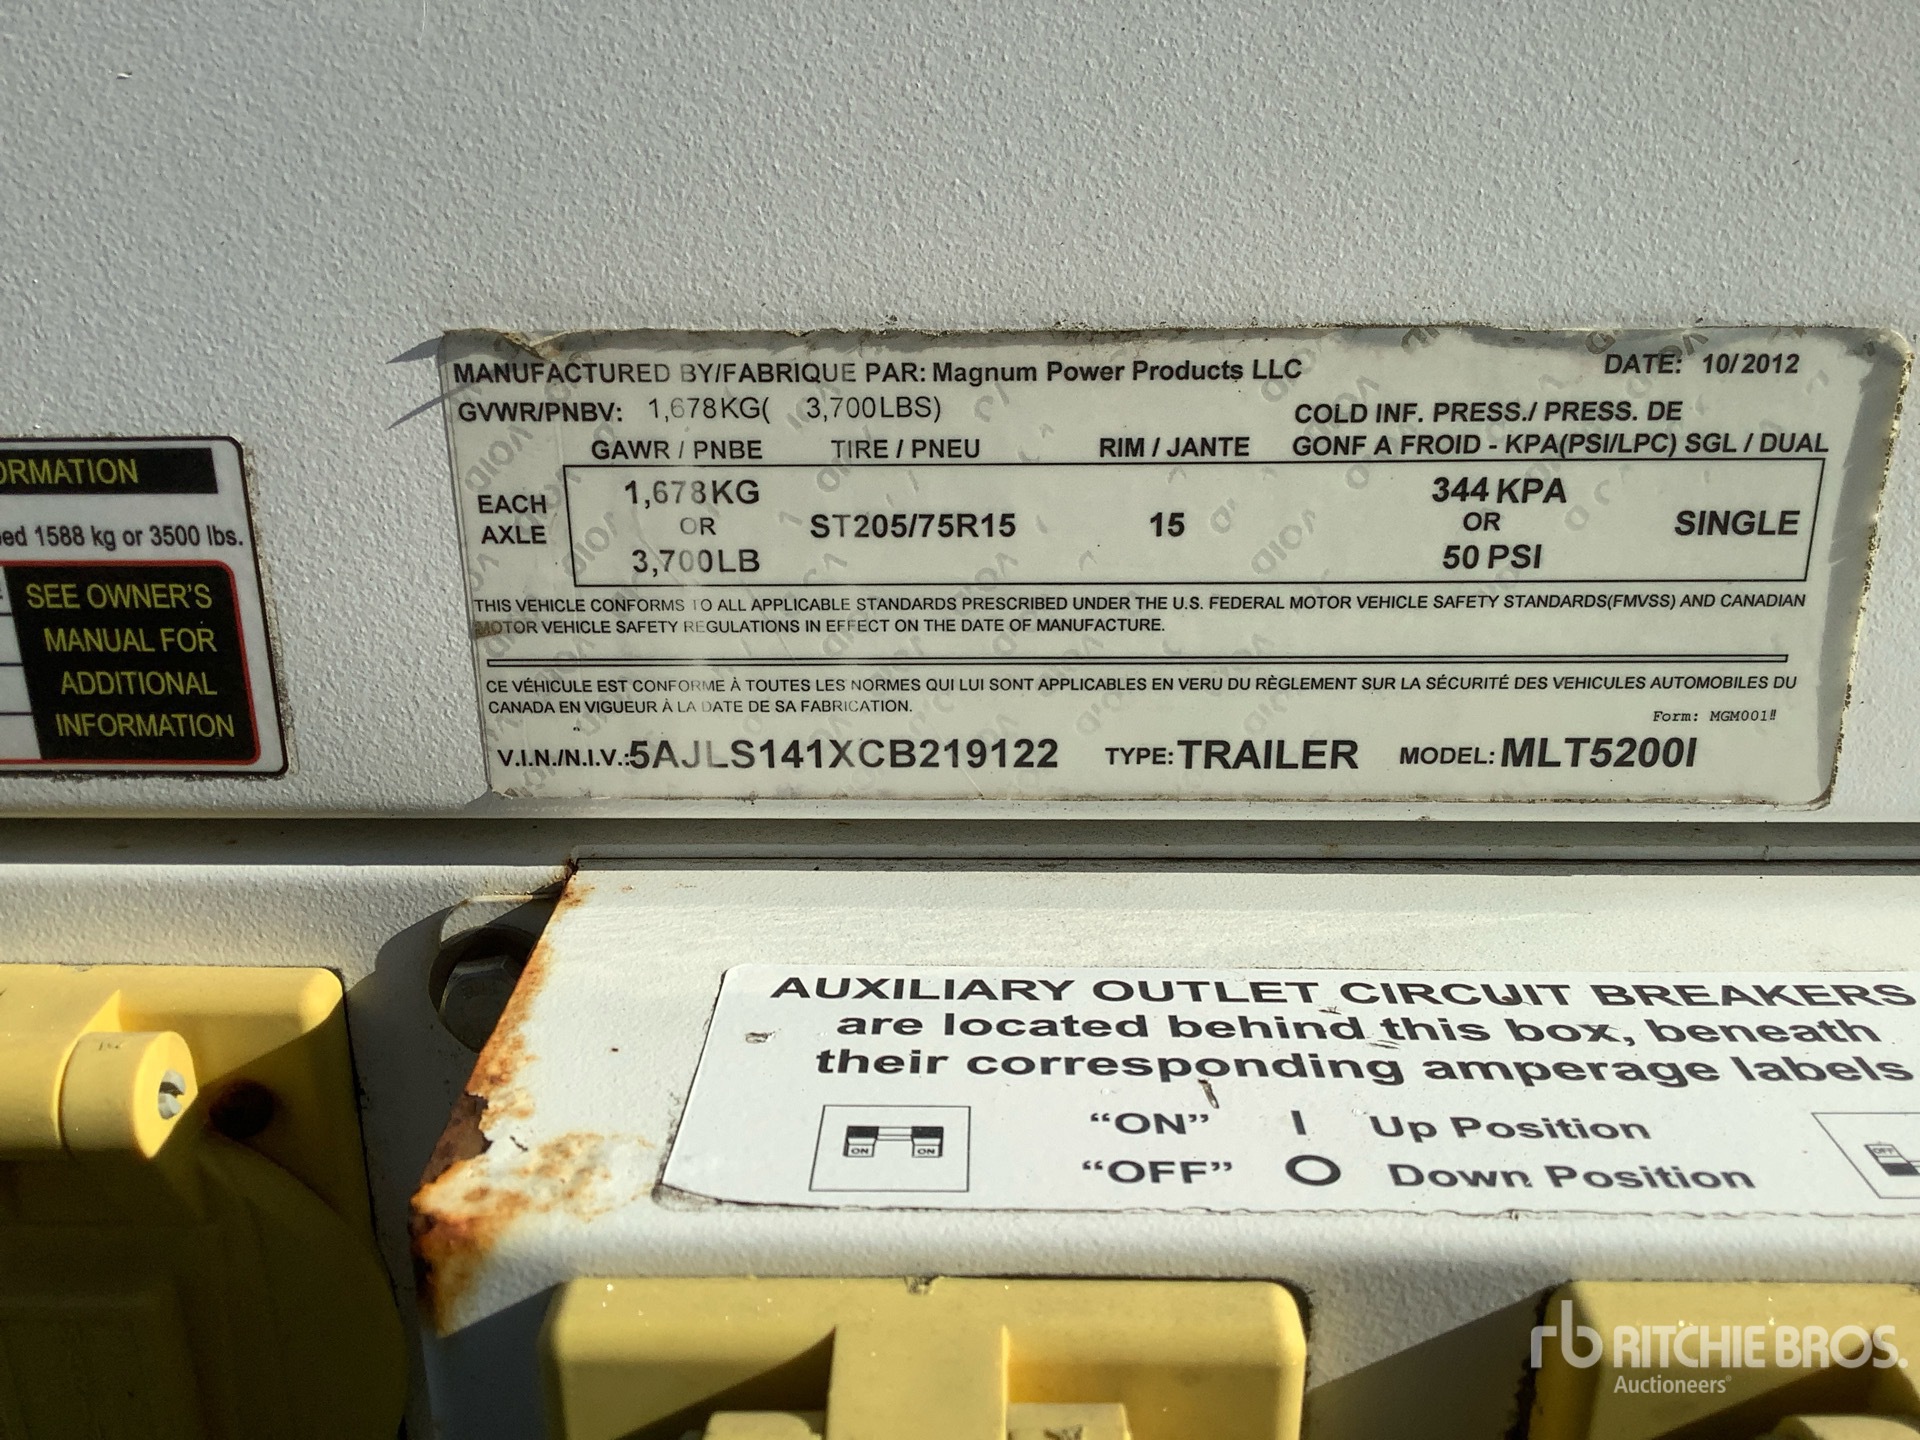 MANUFACTURED BY/FABRIQUE PAR: Magnum Power Products LLC DATE: 10/2012
GVWR/PNBV: 1,678KG( 3,700LBS)
COLD INF. PRESS./ PRESS. DE
GAWR / PNBE TIRE / PNEU RIM / JANTE GONF A FROID - KPA(PSI/LPC) SGL / DUAL
EACH AXLE
1,678KG
OR
3,700LB
ST205/75R15
15
344 KPA
OR
50 PSI
SINGLE
THIS VEHICLE CONFORMS TO ALL APPLICABLE STANDARDS PRESCRIBED UNDER THE U.S. FEDERAL MOTOR VEHICLE SAFETY STANDARDS(FMVSS) AND CANADIAN
MOTOR VEHICLE SAFETY REGULATIONS IN EFFECT ON THE DATE OF MANUFACTURE.
CE VÉHICULE EST CONFORME À TOUTES LES NORMES QUI LUI SONT APPLICABLES EN VERU DU RÈGLEMENT SUR LA SÉCURITÉ DES VEHICULES AUTOMOBILES DU
CANADA EN VIGUEUR À LA DATE DE SA FABRICATION.
Form:
V.I.N./N.I.V.:5AJLS141XCB219122 TYPE: TRAILER MODEL: MLT5200I
ORMATION
ed 1588 kg or 3500 lbs.
SEE OWNER'S
MANUAL FOR
ADDITIONAL
INFORMATION
AUXILIARY OUTLET CIRCUIT BREAKERS
are located behind this box, beneath
their corresponding amperage labels
ON ON
"ON" I Up Position
"OFF" O Down Position
OFF
rb RITCHIE BROS.
Auctioneers